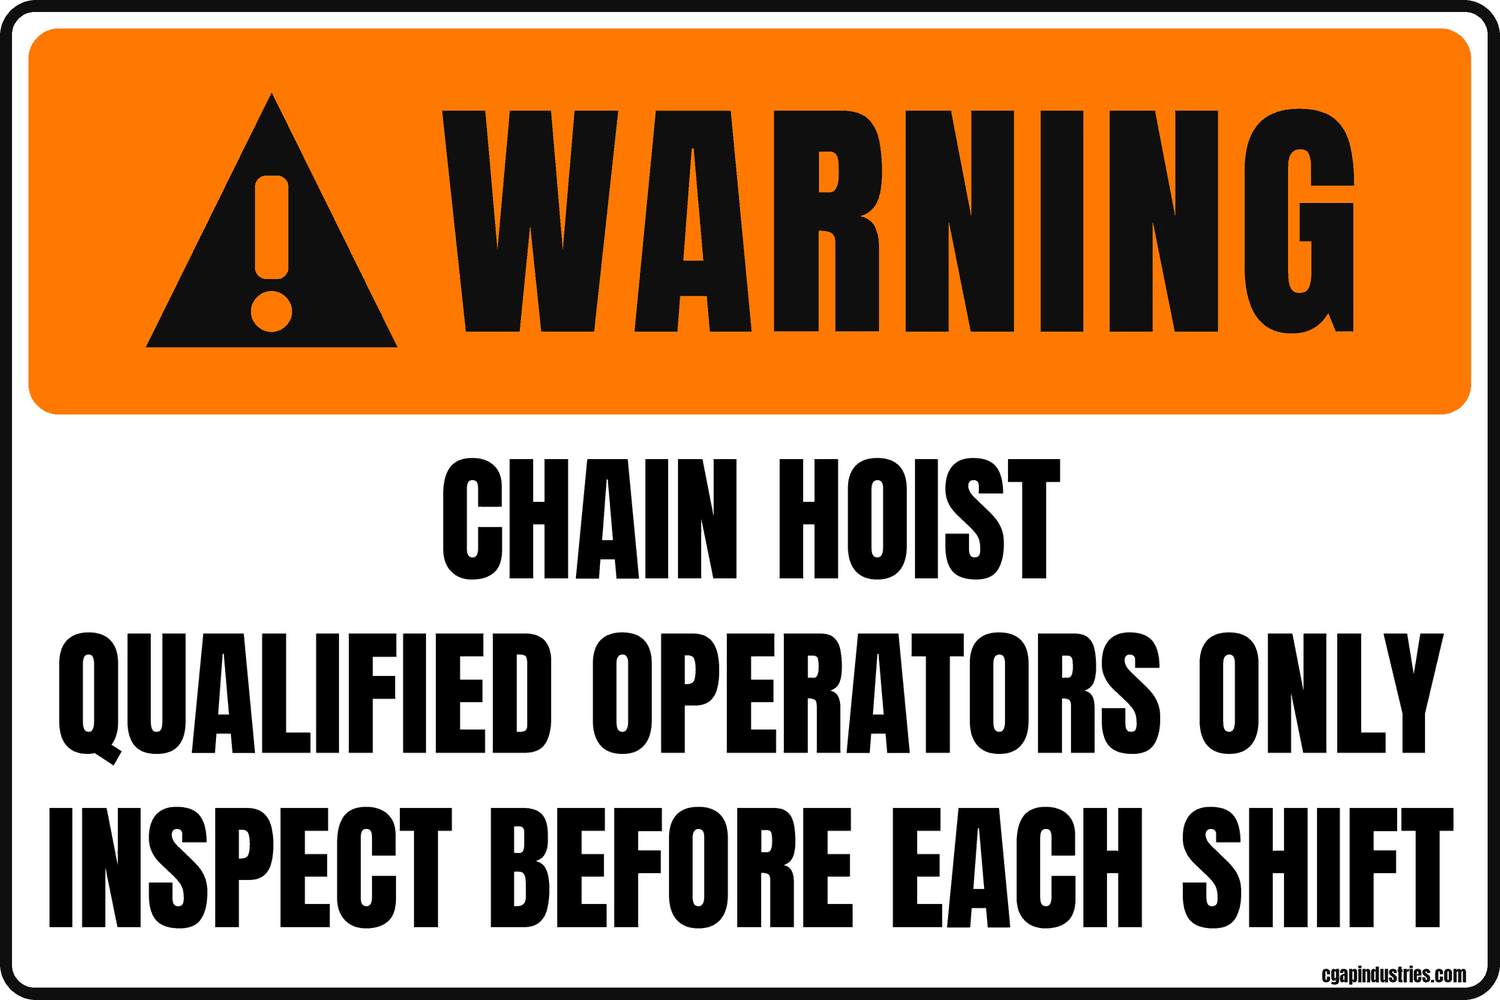 WARNING
CHAIN HOIST
QUALIFIED OPERATORS ONLY
INSPECT BEFORE EACH SHIFT
cgapindustries.com